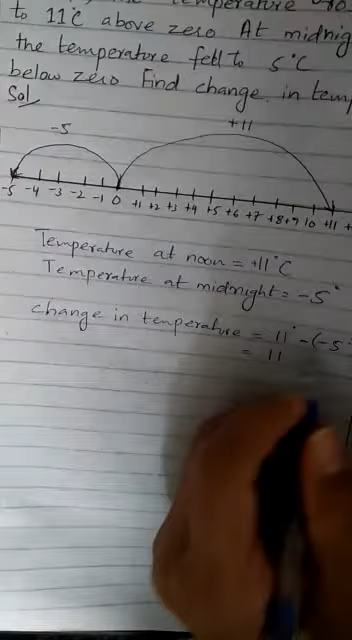 temperature
to 11°C above zero At
the temperature fell to 5°C
below zero Find change in
Sol
-5 +11
-5 -4 -3 -2 -1 0 +1 +2 +3 +4 +5 +6 +7 +8 +9 10 +11
Temperature at noon = +11°C
Temperature at midnight = -5°
change in temperature = 11° - (-5
= 11